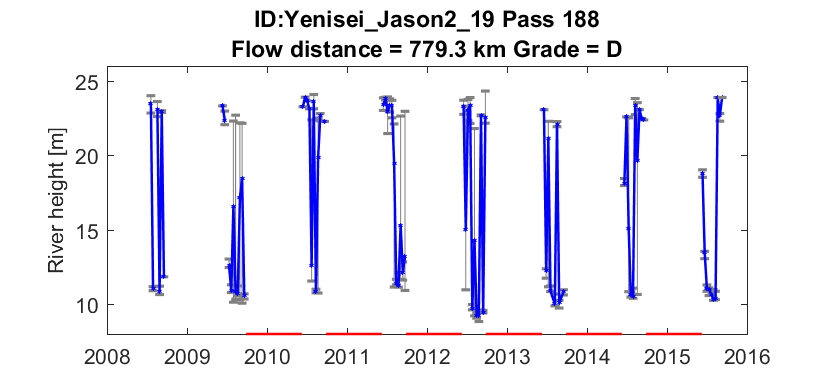 ID:Yenisei_Jason2_19 Pass 188
Flow distance = 779.3 km Grade = D
River height [m]
25
20
15
10
2008 2009 2010 2011 2012 2013 2014 2015 2016